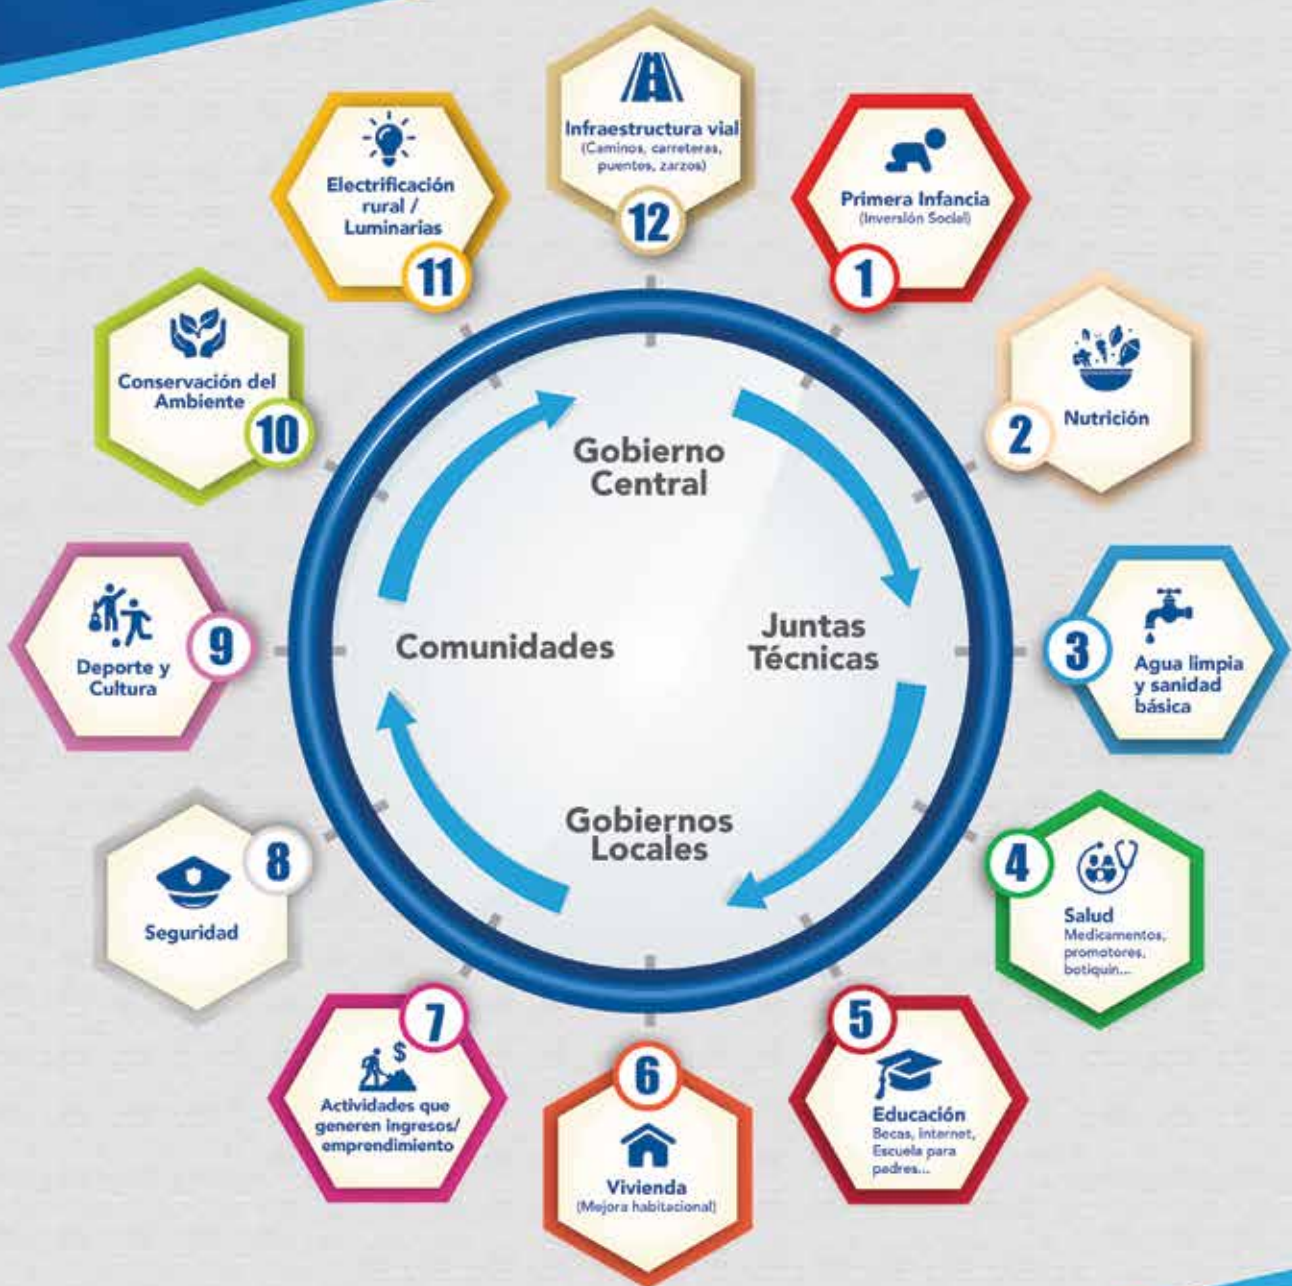 Infraestructura vial
(Caminos, carreteras,
puentes, zarzos)
12
Primera Infancia
(Inversión Social)
1
Nutrición
2
Agua limpia
y sanidad
básica
3
Salud
Medicamentos,
promotores,
botiquín...
4
Educación
Becas, internet,
Escuela para
padres...
5
Vivienda
(Mejora habitacional)
6
$
Actividades que
generen ingresos/
emprendimiento
7
Seguridad
8
Deporte y
Cultura
9
Conservación del
Ambiente
10
Electrificación
rural /
Luminarias
11
Gobierno
Central
Juntas
Técnicas
Gobiernos
Locales
Comunidades